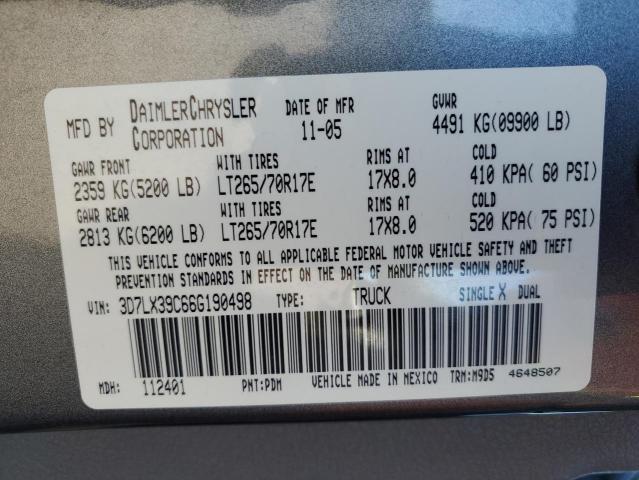 MFD BY DAIMLERCHRYSLER CORPORATION DATE OF MFR 11-05 GVWR 4491 KG(09900 LB)
GAWR FRONT WITH TIRES RIMS AT COLD
2359 KG(5200 LB) LT265/70R17E 17X8.0 410 KPA( 60 PSI)
GAWR REAR WITH TIRES RIMS AT COLD
2813 KG(6200 LB) LT265/70R17E 17X8.0 520 KPA( 75 PSI)
THIS VEHICLE CONFORMS TO ALL APPLICABLE FEDERAL MOTOR VEHICLE SAFETY AND THEFT
PREVENTION STANDARDS IN EFFECT ON THE DATE OF MANUFACTURE SHOWN ABOVE.
VIN: 3D7LX39C66G190498 TYPE: TRUCK SINGLE X DUAL
MDH: 112401 PNT:PDM VEHICLE MADE IN MEXICO TRM:M9D5 4648507